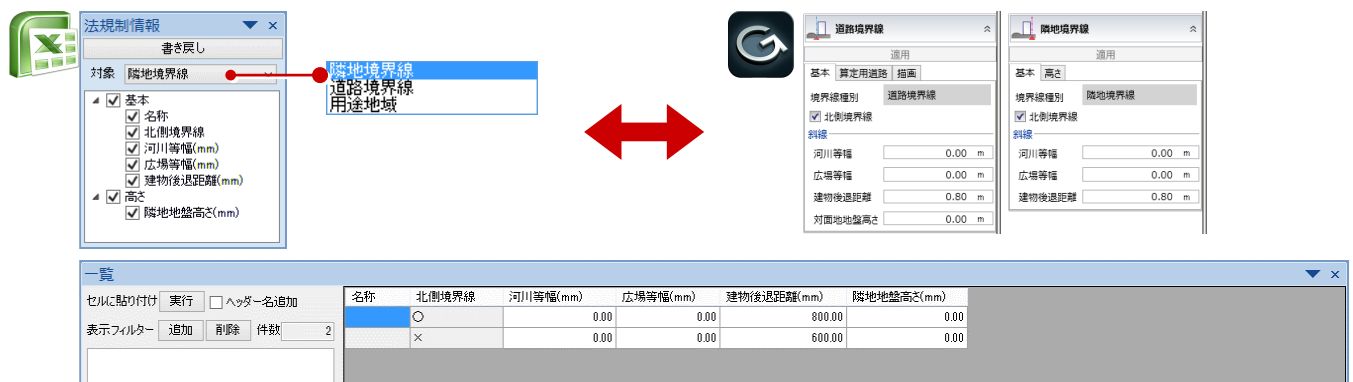 法規制情報
書き戻し
対象 隣地境界線
基本
名称
北側境界線
河川等幅(mm)
広場等幅(mm)
建物後退距離(mm)
高さ
隣地地盤高さ(mm)
隣地境界線
道路境界線
用途地域
道路境界線
適用
基本 算定用道路 描画
境界線種別 道路境界線
北側境界線
斜線
河川等幅 0.00 m
広場等幅 0.00 m
建物後退距離 0.80 m
対面地地盤高さ 0.00 m
隣地境界線
適用
基本 高さ
境界線種別 隣地境界線
北側境界線
斜線
河川等幅 0.00 m
広場等幅 0.00 m
建物後退距離 0.80 m
一覧
セルに貼り付け 実行 ヘッダー名追加
表示フィルター 追加 削除 件数 2
名称 北側境界線 河川等幅(mm) 広場等幅(mm) 建物後退距離(mm) 隣地地盤高さ(mm)
○ 0.00 0.00 800.00 0.00
× 0.00 0.00 600.00 0.00